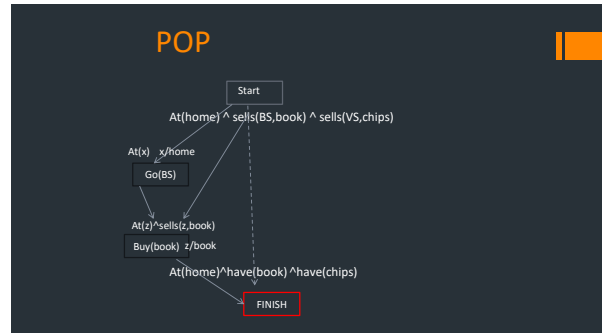 POP
Start
At(home) ^ sells(BS,book) ^ sells(VS,chips)
At(x) x/home
Go(BS)
At(z)^sells(z,book)
Buy(book) z/book
At(home)^have(book)^have(chips)
FINISH